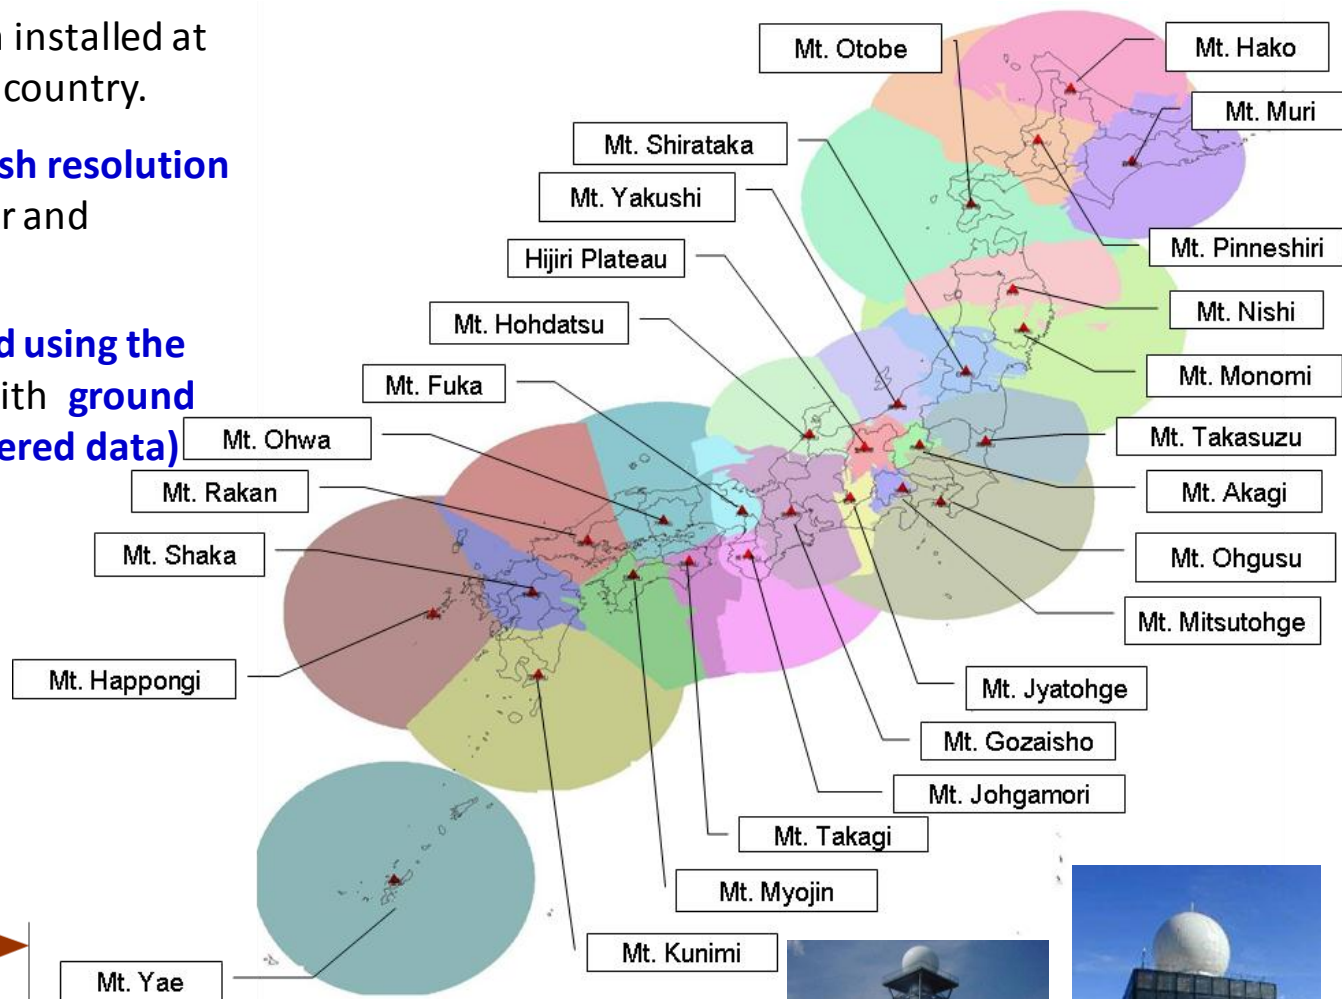 installed at
country.
sh resolution
r and
d using the
ith ground
ered data)
Mt. Otobe
Mt. Hako
Mt. Muri
Mt. Shirataka
Mt. Yakushi
Hijiri Plateau
Mt. Pinneshiri
Mt. Nishi
Mt. Hohdatsu
Mt. Monomi
Mt. Fuka
Mt. Ohwa
Mt. Takasuzu
Mt. Rakan
Mt. Akagi
Mt. Shaka
Mt. Ohgusu
Mt. Mitsutohge
Mt. Happongi
Mt. Jyatohge
Mt. Gozaisho
Mt. Johgamori
Mt. Takagi
Mt. Myojin
Mt. Kunimi
Mt. Yae